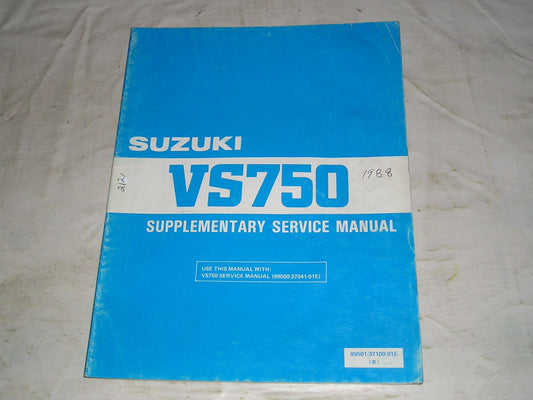 SUZUKI
VS750
1988
212
SUPPLEMENTARY SERVICE MANUAL
USE THIS MANUAL WITH:
VS750 SERVICE MANUAL (99500-37041-01E)
99501-37100-01E